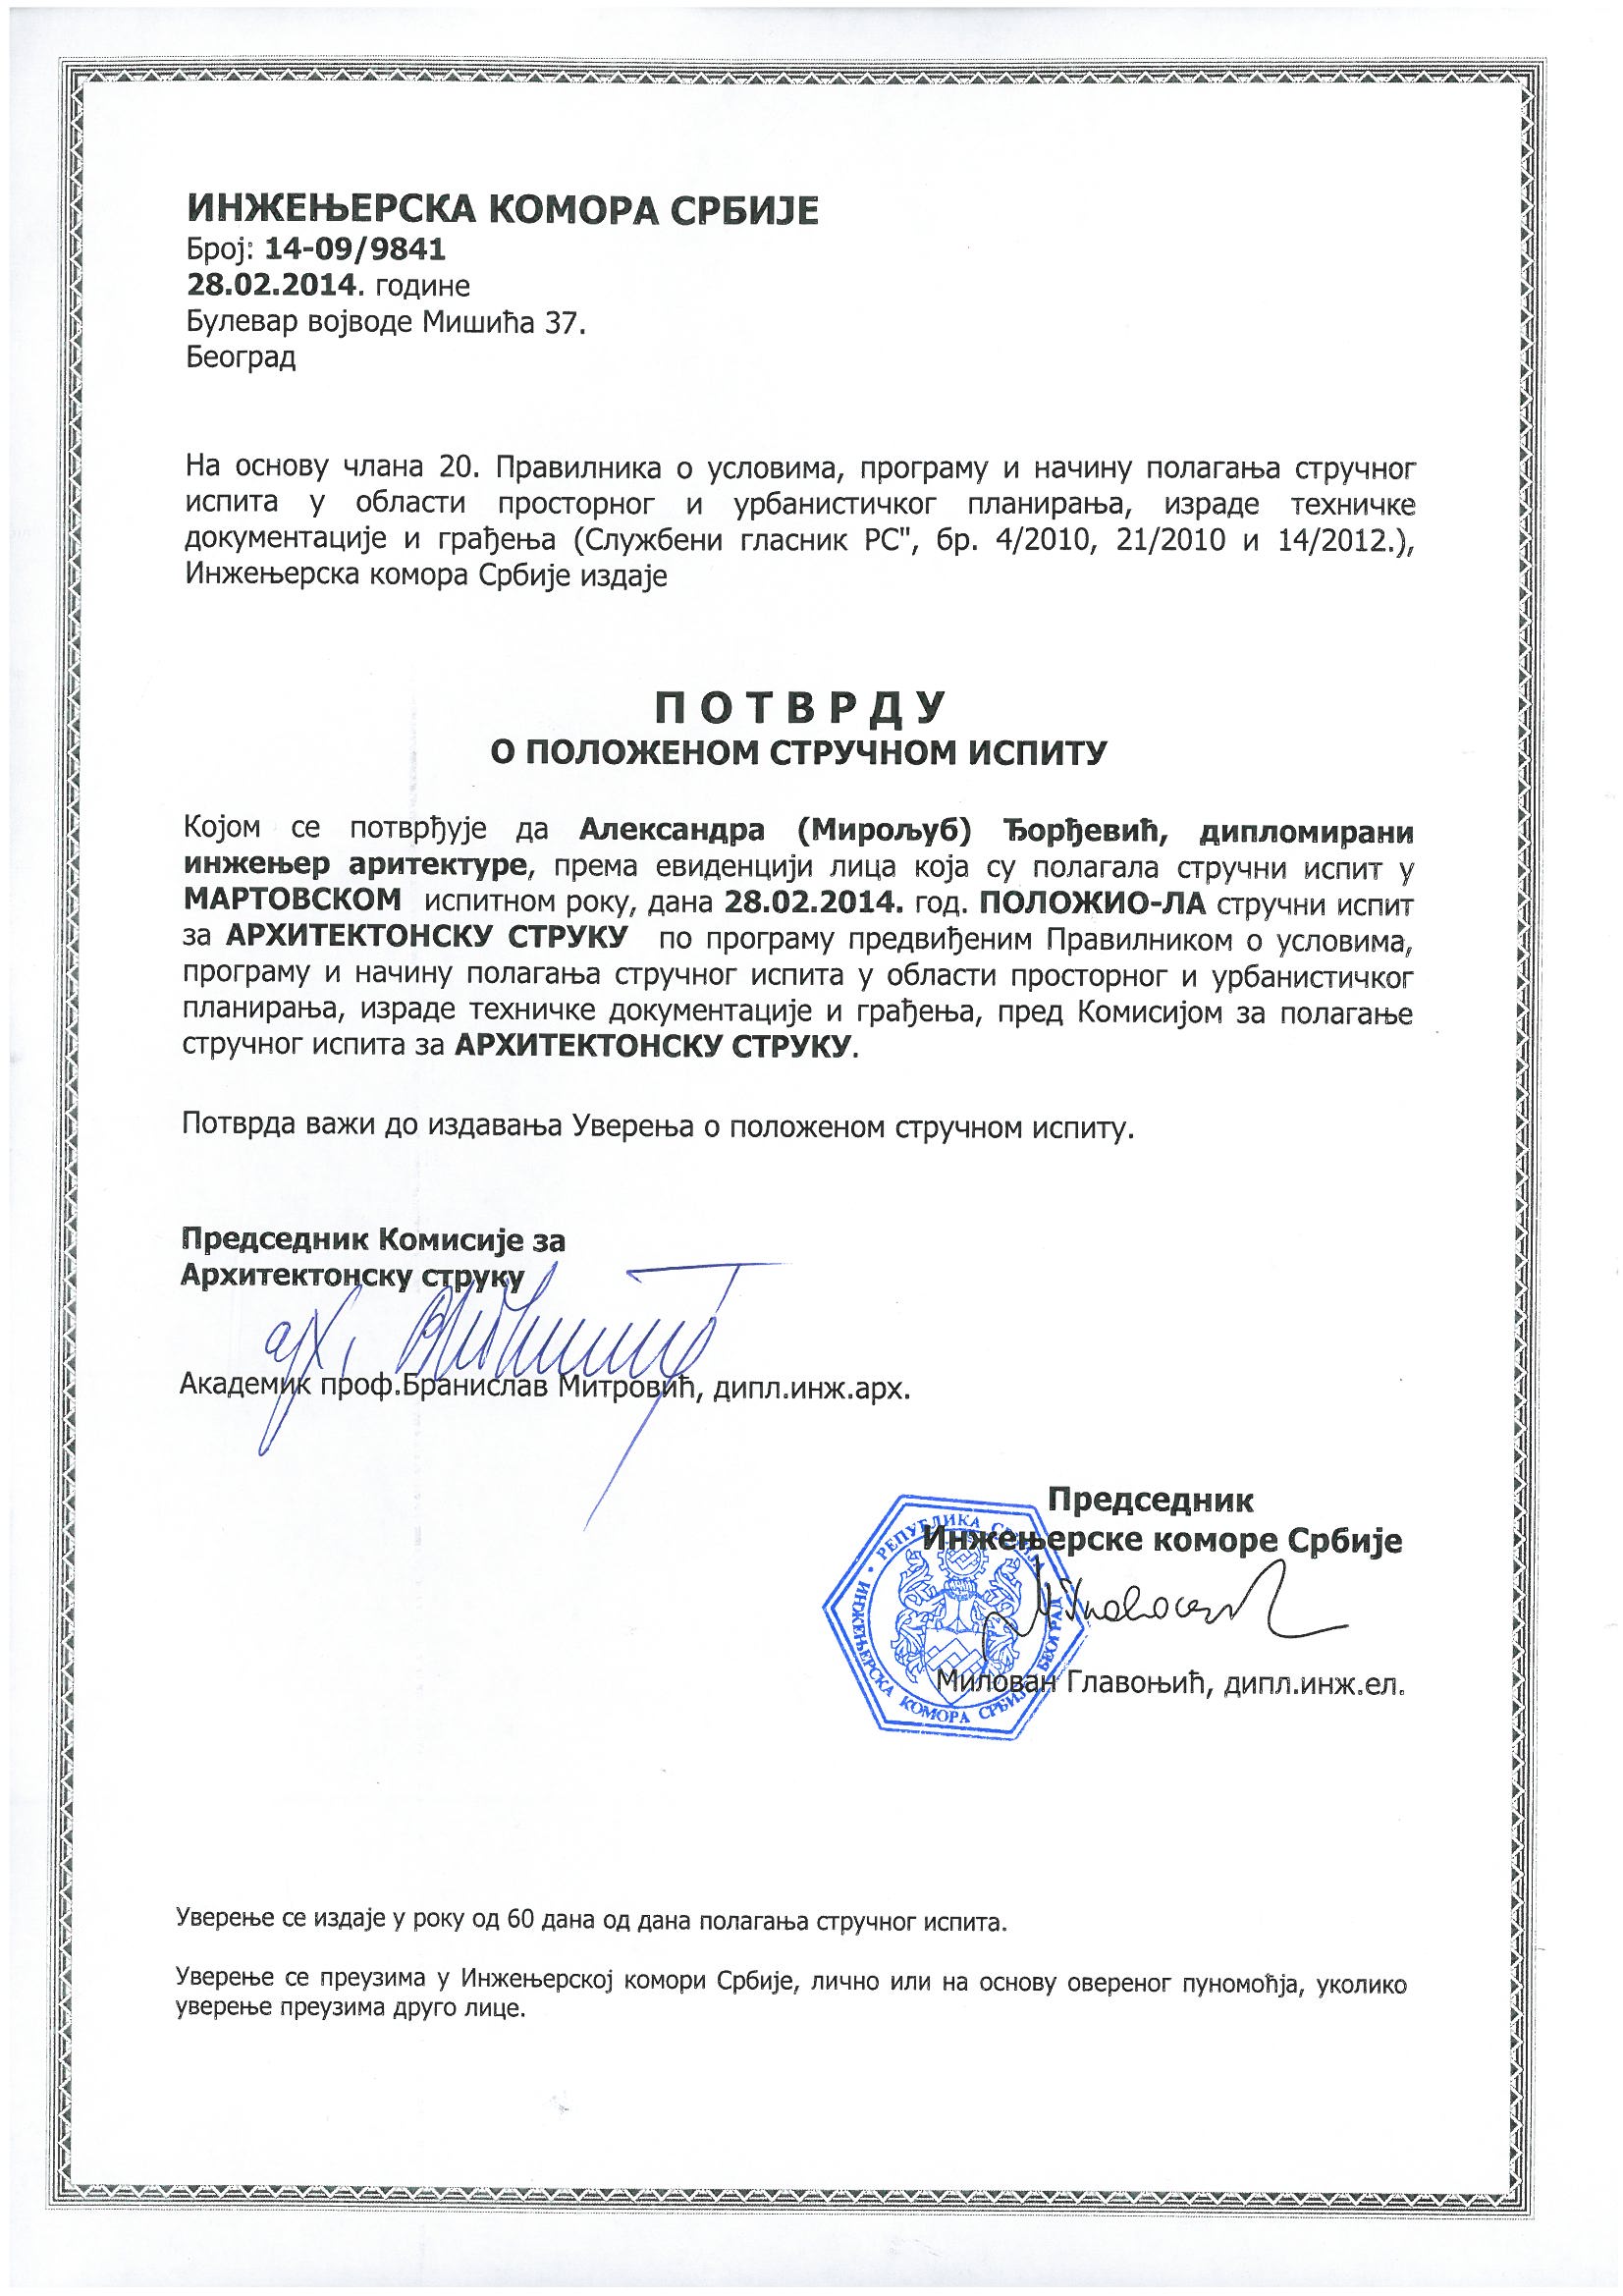 ИНЖЕЊЕРСКА КОМОРА СРБИЈЕ
Број: 14-09/9841
28.02.2014. године
Булевар војводе Мишића 37.
Београд
На основу члана 20. Правилника о условима, програму и начину полагања стручног
испита у области просторног и урбанистичког планирања, израде техничке
документације и грађења (Службени гласник РС", бр. 4/2010, 21/2010 и 14/2012.),
Инжењерска комора Србије издаје
П О Т В Р Д У
О ПОЛОЖЕНОМ СТРУЧНОМ ИСПИТУ
Којом се потврђује да Александра (Мирољуб) Ђорђевић, дипломирани
инжењер аритектуре, према евиденцији лица која су полагала стручни испит у
МАРТОВСКОМ испитном року, дана 28.02.2014. год. ПОЛОЖИО-ЛА стручни испит
за АРХИТЕКТОНСКУ СТРУКУ по програму предвиђеним Правилником о условима,
програму и начину полагања стручног испита у области просторног и урбанистичког
планирања, израде техничке документације и грађења, пред Комисијом за полагање
стручног испита за АРХИТЕКТОНСКУ СТРУКУ.
Потврда важи до издавања Уверења о положеном стручном испиту.
Председник Комисије за
Архитектонску струку
Академик проф.Бранислав Митровић, дипл.инж.арх.
Председник
Инжењерске коморе Србије
РЕПУБЛИКА СРБИЈА
ИНЖЕЊЕРСКА КОМОРА СРБИЈЕ БЕОГРАД
Милован Главоњић, дипл.инж.ел.
Уверење се издаје у року од 60 дана од дана полагања стручног испита.
Уверење се преузима у Инжењерској комори Србије, лично или на основу овереног пуномоћја, уколико
уверење преузима друго лице.